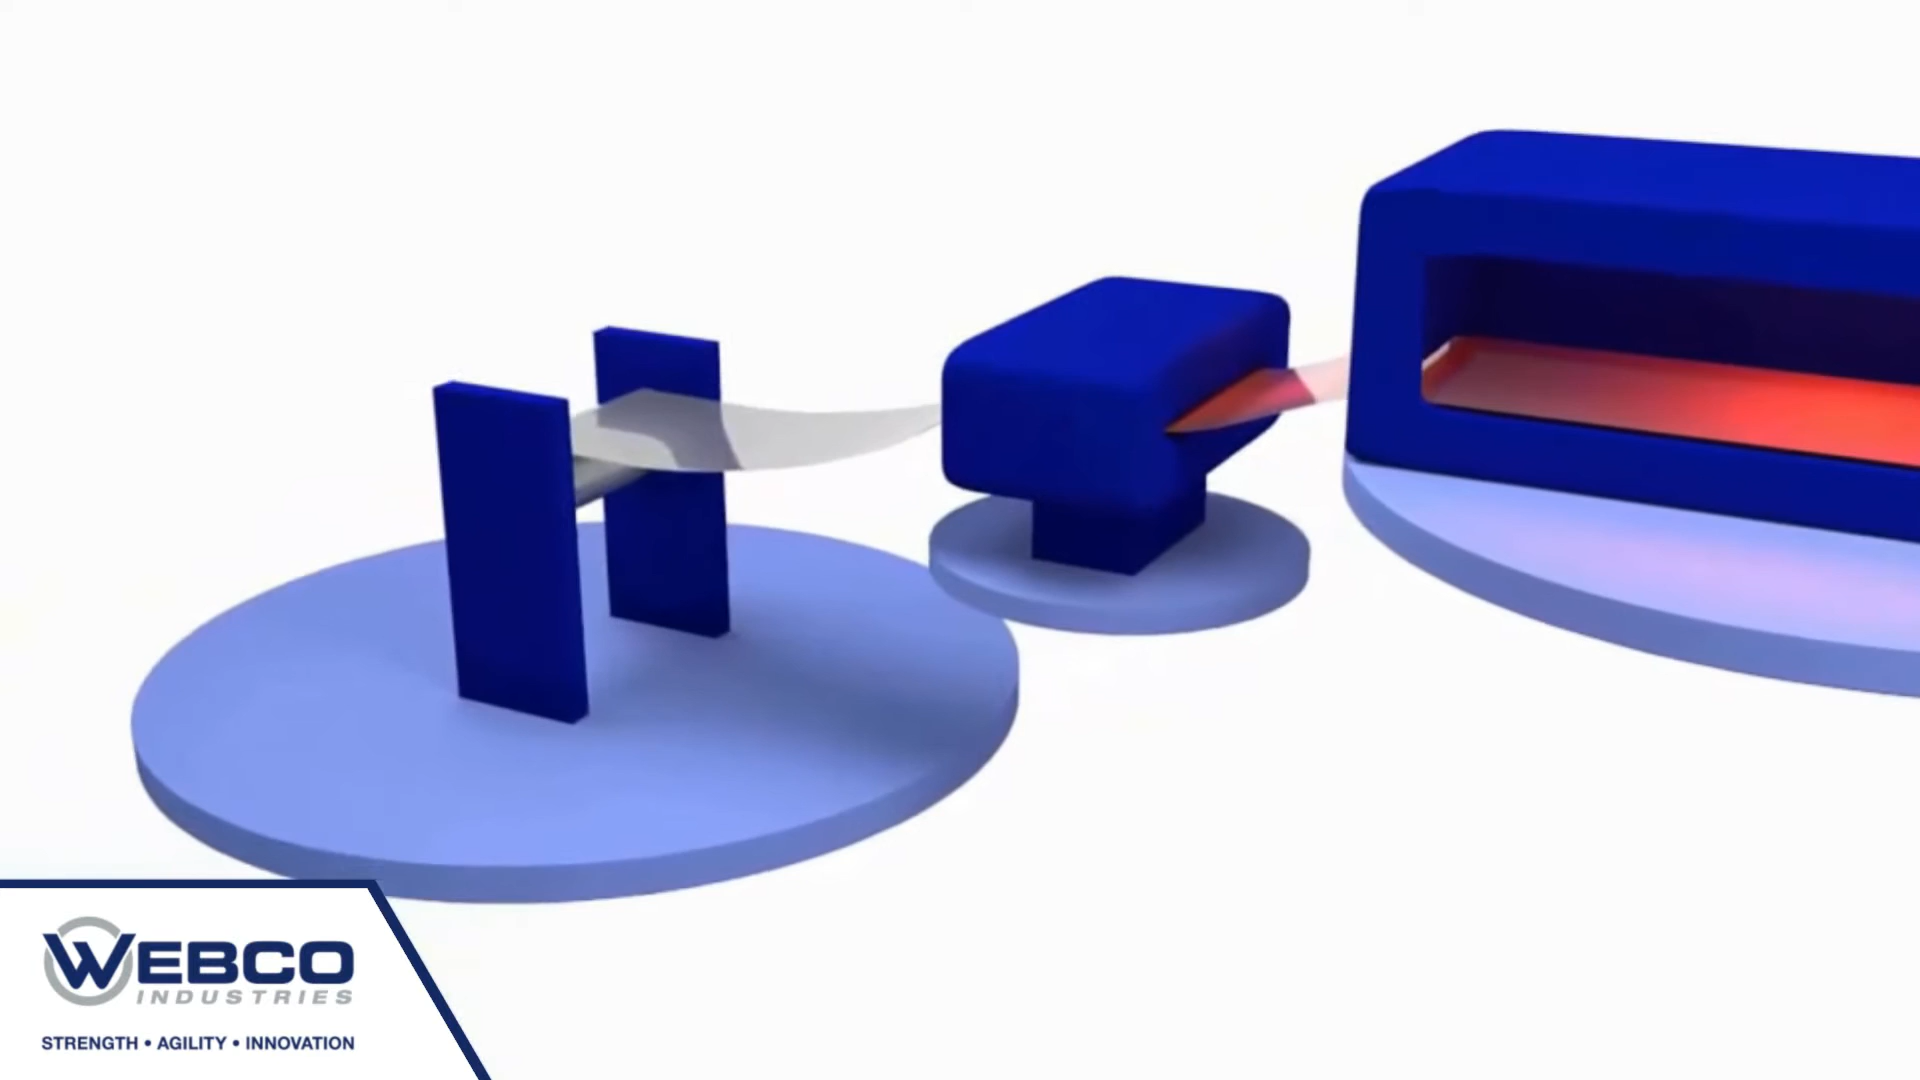 WEBCO
INDUSTRIES
STRENGTH • AGILITY • INNOVATION